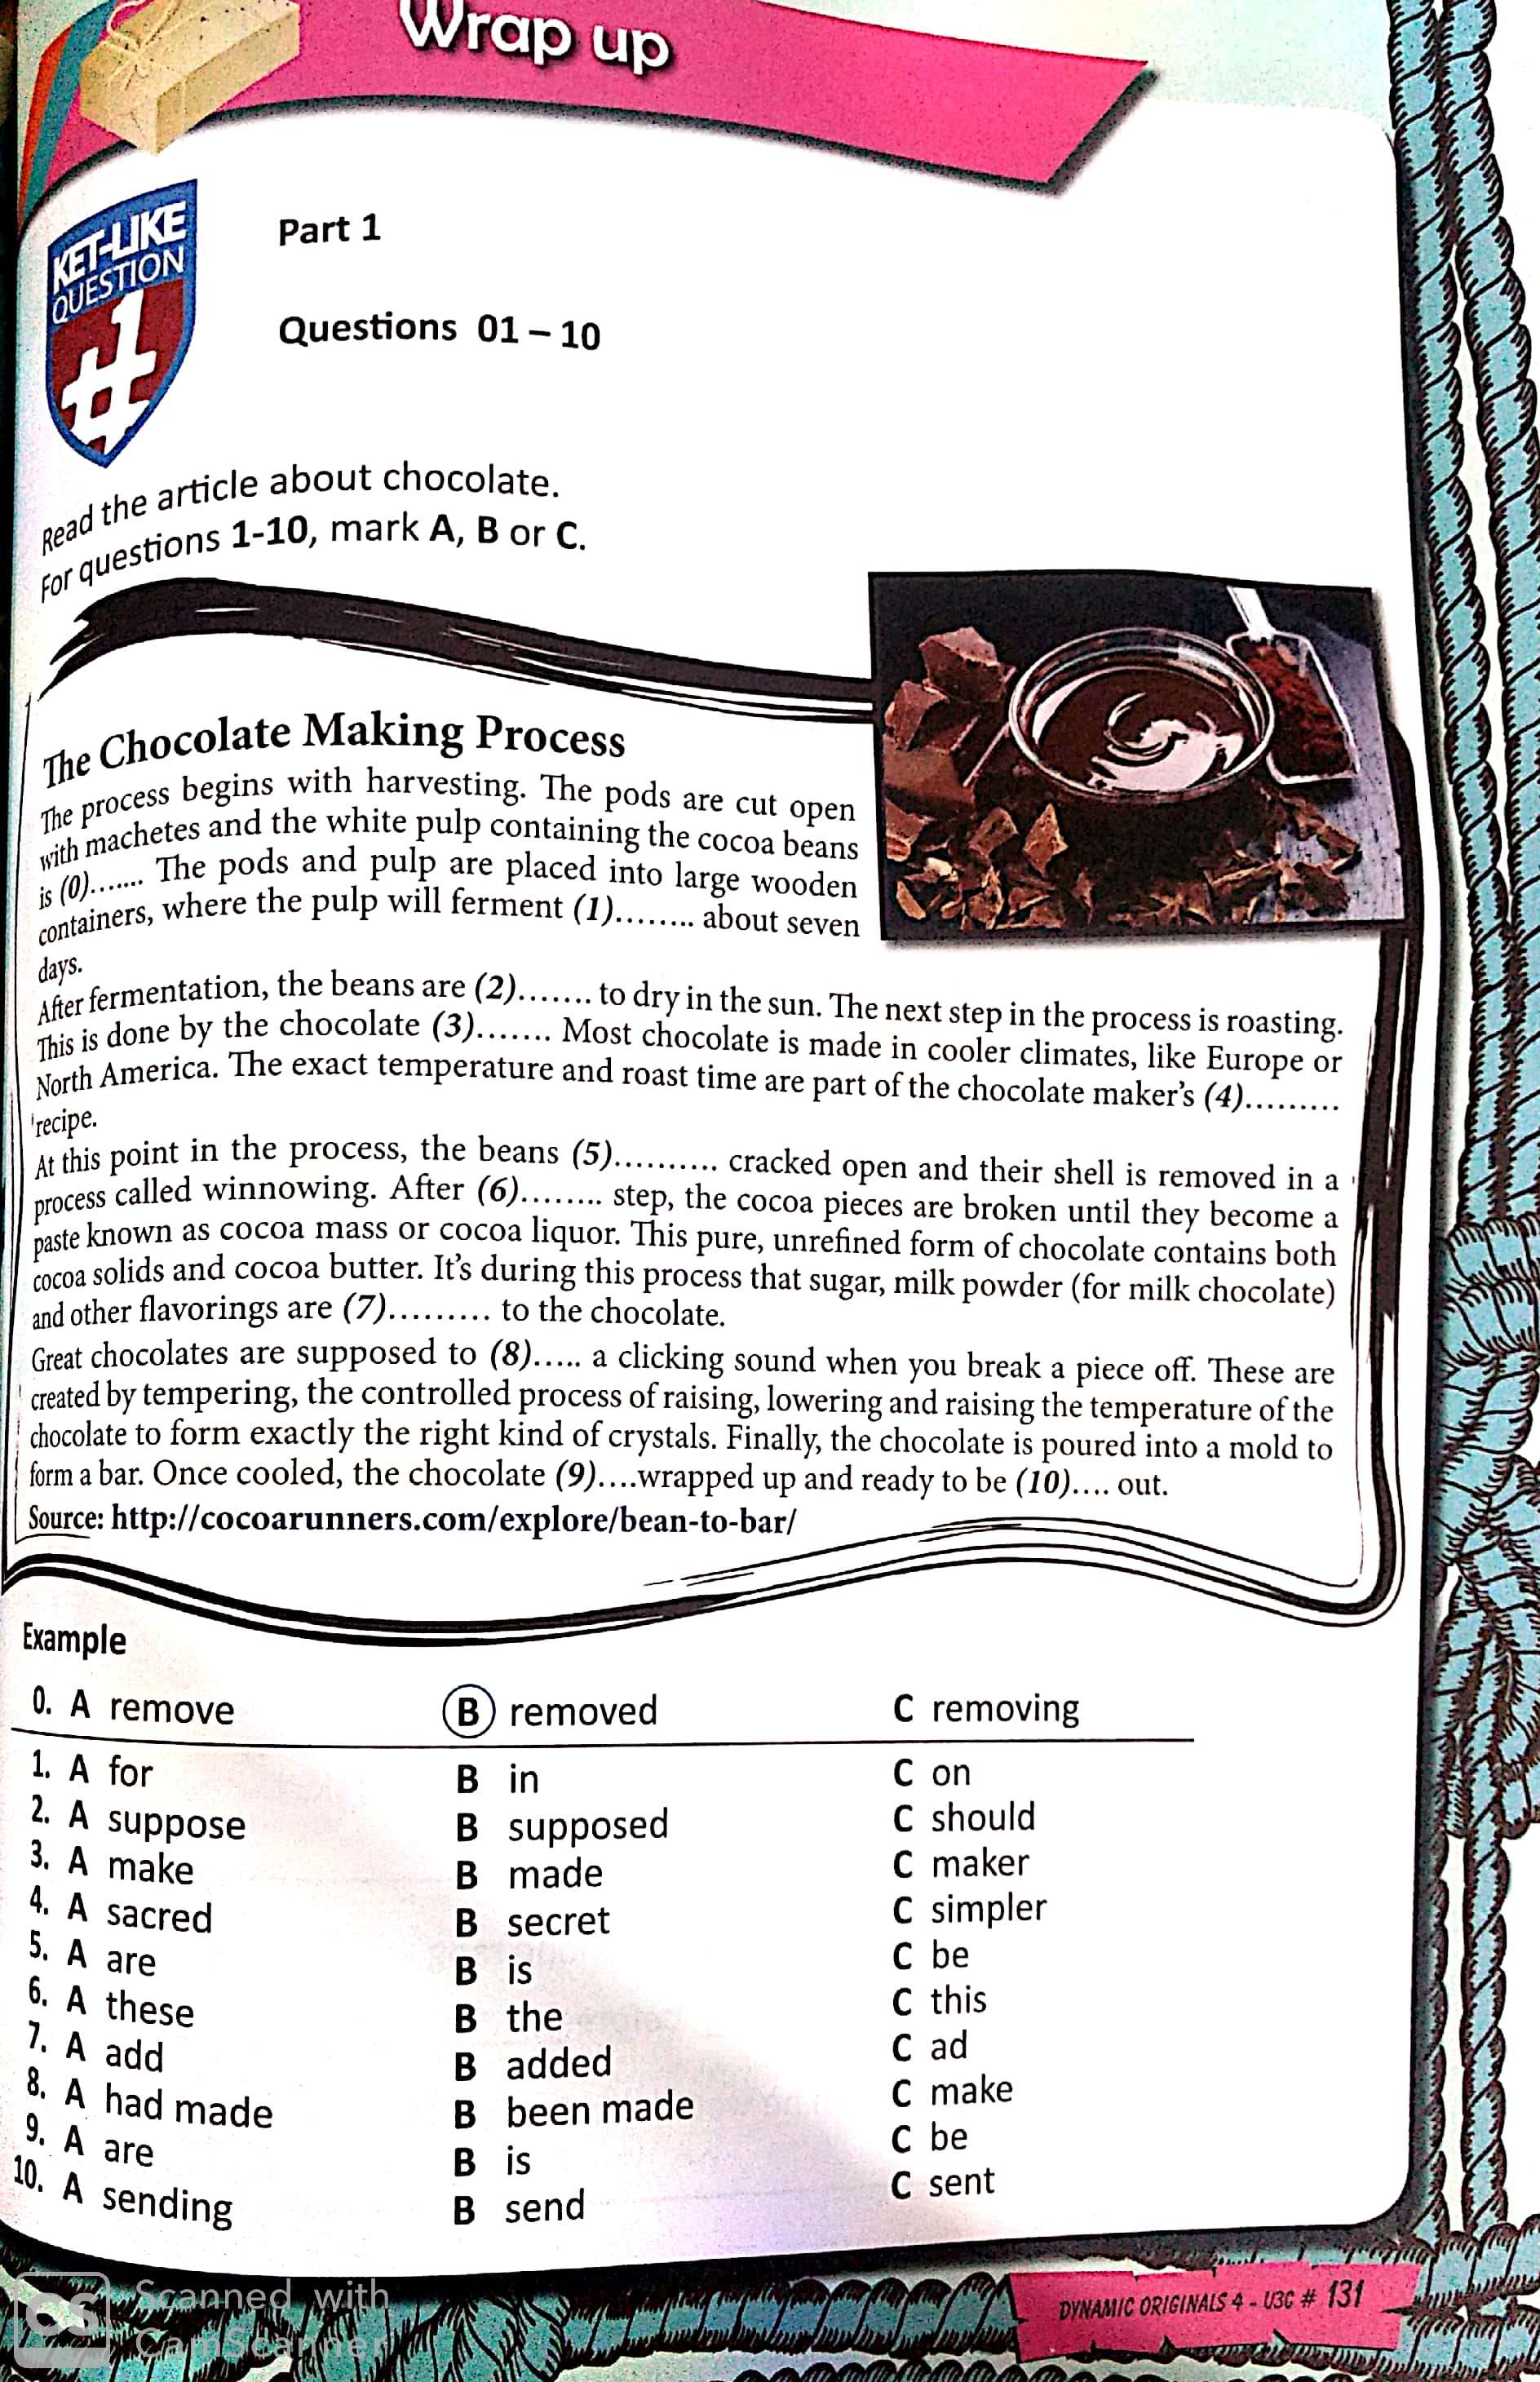 Wrap up
KET-LIKE
QUESTION
#1
Part 1
Questions 01 – 10
Read the article about chocolate.
For questions 1-10, mark A, B or C.
The Chocolate Making Process
The process begins with harvesting. The pods are cut open
with machetes and the white pulp containing the cocoa beans
is (0)....... The pods and pulp are placed into large wooden
containers, where the pulp will ferment (1)........ about seven
days.
After fermentation, the beans are (2)....... to dry in the sun. The next step in the process is roasting.
This is done by the chocolate (3)....... Most chocolate is made in cooler climates, like Europe or
North America. The exact temperature and roast time are part of the chocolate maker's (4).........
'recipe.
At this point in the process, the beans (5).......... cracked open and their shell is removed in a
process called winnowing. After (6)........ step, the cocoa pieces are broken until they become a
paste known as cocoa mass or cocoa liquor. This pure, unrefined form of chocolate contains both
cocoa solids and cocoa butter. It's during this process that sugar, milk powder (for milk chocolate)
and other flavorings are (7)......... to the chocolate.
Great chocolates are supposed to (8)..... a clicking sound when you break a piece off. These are
created by tempering, the controlled process of raising, lowering and raising the temperature of the
chocolate to form exactly the right kind of crystals. Finally, the chocolate is poured into a mold to
form a bar. Once cooled, the chocolate (9)....wrapped up and ready to be (10).... out.
Source: http://cocoarunners.com/explore/bean-to-bar/
Example
0. A remove B removed C removing
1. A for B in C on
2. A suppose B supposed C should
3. A make B made C maker
4. A sacred B secret C simpler
5. A are B is C be
6. A these B the C this
7. A add B added C ad
8. A had made B been made C make
9. A are B is C be
10. A sending B send C sent
DYNAMIC ORIGINALS 4 - U3C # 131
CS Scanned with
CamScanner